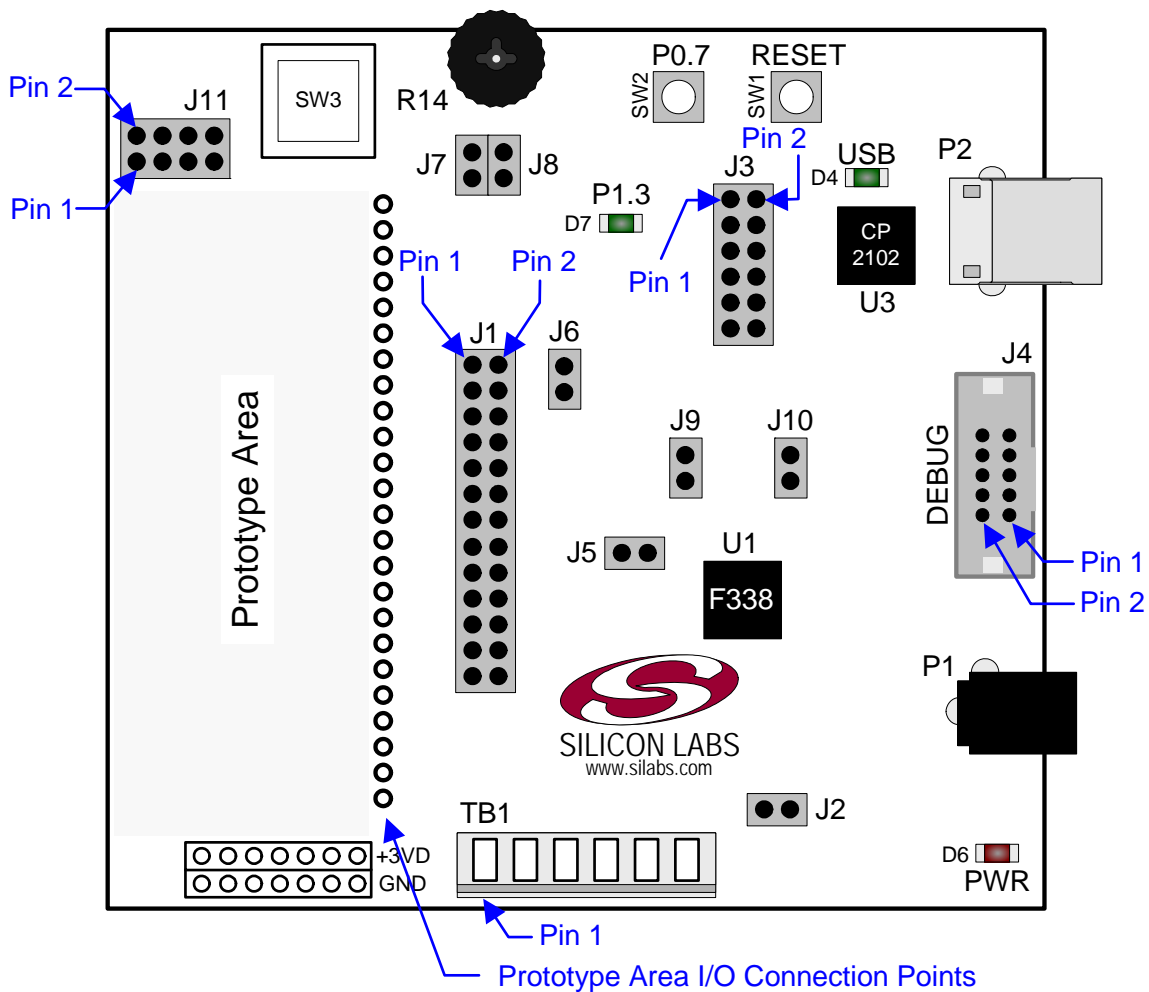 P0.7
RESET
Pin 2
J11
SW3
R14
SW2
SW1
Pin 2
J7
J8
J3
USB
P2
D4
Pin 1
P1.3
D7
CP
2102
Pin 1
Pin 2
Pin 1
U3
J1
J6
J4
Prototype Area
J9
J10
DEBUG
J5
U1
Pin 1
F338
Pin 2
P1
SILICON LABS
www.silabs.com
TB1
J2
+3VD
D6
GND
PWR
Pin 1
Prototype Area I/O Connection Points